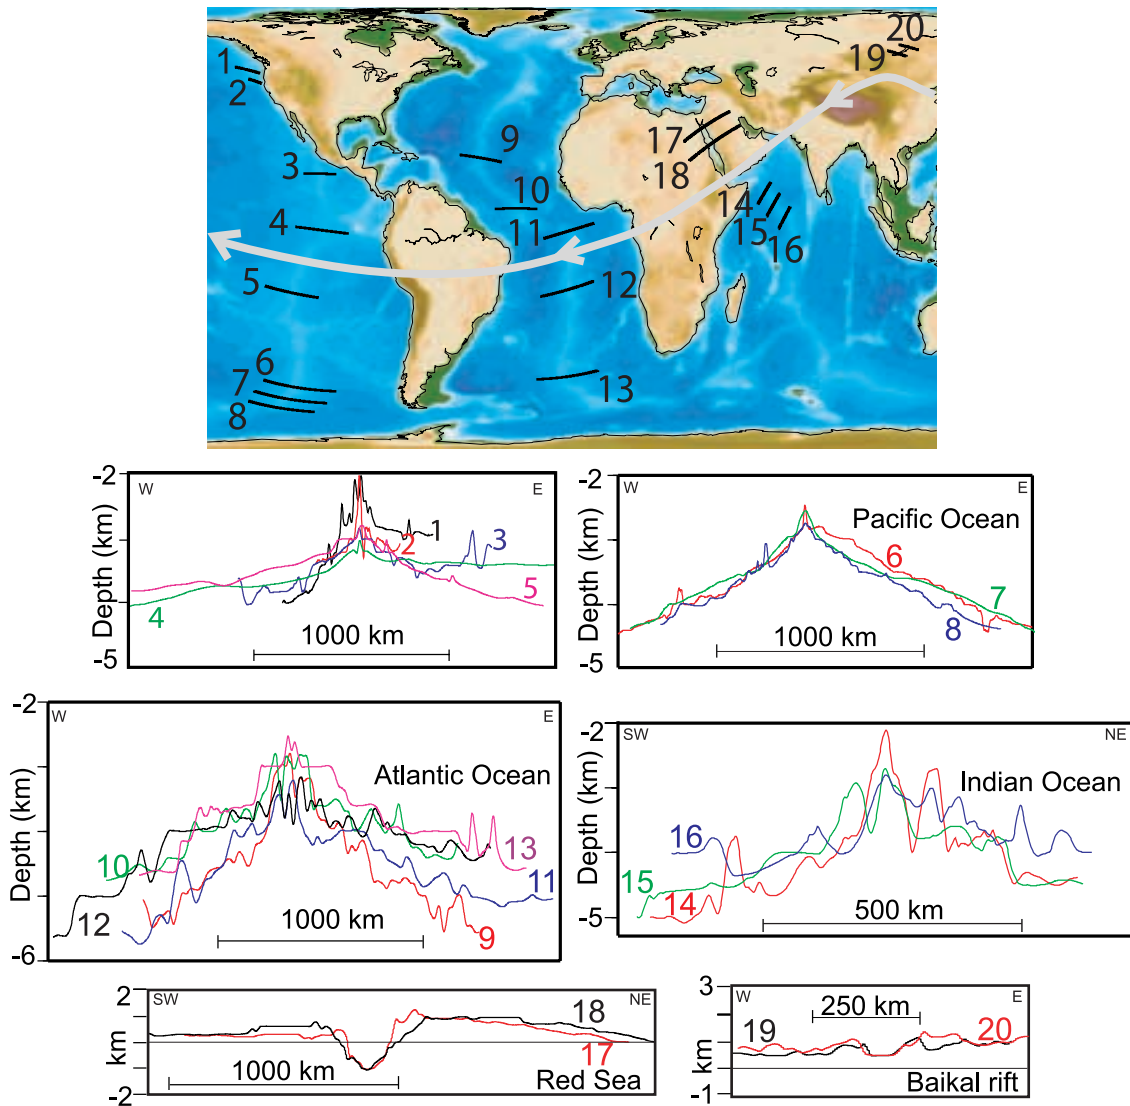 20
19
1
2
3
9
17
18
10
4
11
14
15
16
5
12
6
7
8
13
-2
W
E
1
2
3
5
4
1000 km
-5
Depth (km)
-2
W
E
Pacific Ocean
6
7
8
1000 km
-5
Depth (km)
-2
W
E
Atlantic Ocean
13
10
11
12
1000 km
9
-6
Depth (km)
-2
SW
NE
Indian Ocean
16
15
14
500 km
-5
Depth (km)
2
SW
NE
18
17
1000 km
Red Sea
-2
km
3
W
E
250 km
19
20
Baikal rift
-1
km